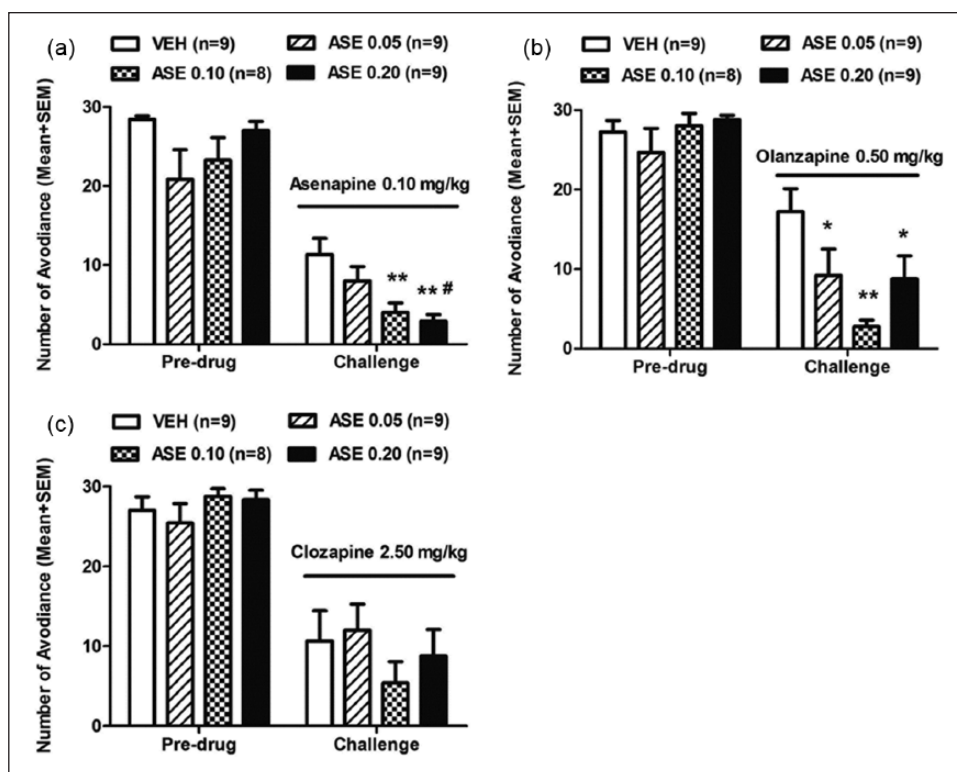 (a)
VEH (n=9)
ASE 0.05 (n=9)
ASE 0.10 (n=8)
ASE 0.20 (n=9)
Number of Avodiance (Mean+SEM)
30
20
10
0
Asenapine 0.10 mg/kg
**
** #
Pre-drug
Challenge
(b)
VEH (n=9)
ASE 0.05 (n=9)
ASE 0.10 (n=8)
ASE 0.20 (n=9)
Number of Avodiance (Mean+SEM)
30
20
10
0
Olanzapine 0.50 mg/kg
*
**
*
Pre-drug
Challenge
(c)
VEH (n=9)
ASE 0.05 (n=9)
ASE 0.10 (n=8)
ASE 0.20 (n=9)
Number of Avodiance (Mean+SEM)
30
20
10
0
Clozapine 2.50 mg/kg
Pre-drug
Challenge